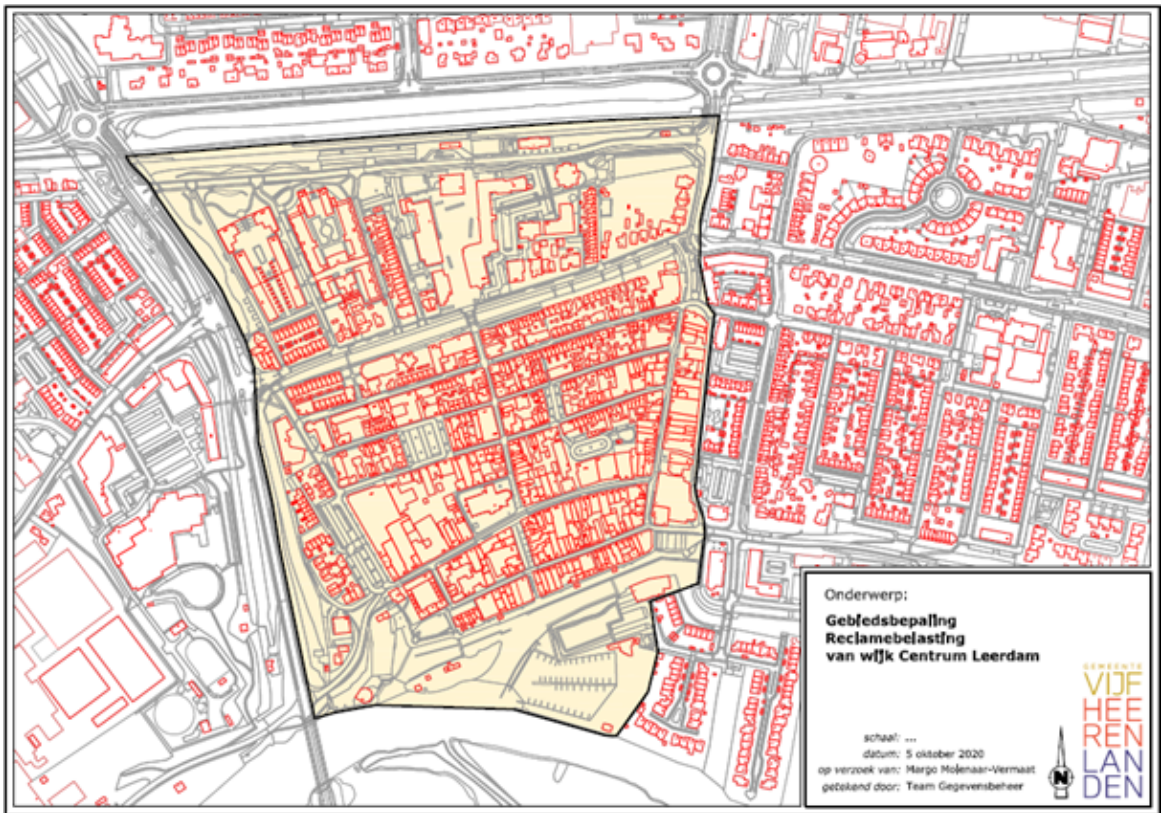 Onderwerp:
Gebiedsbepaling
Reclamebelasting
van wijk Centrum Leerdam
schaal: ...
datum: 5 oktober 2020
op verzoek van: Margo Molenaar-Vermaat
getekend door: Team Gegevensbeheer
N
GEMEENTE
VIJF
HEE
REN
LAN
DEN